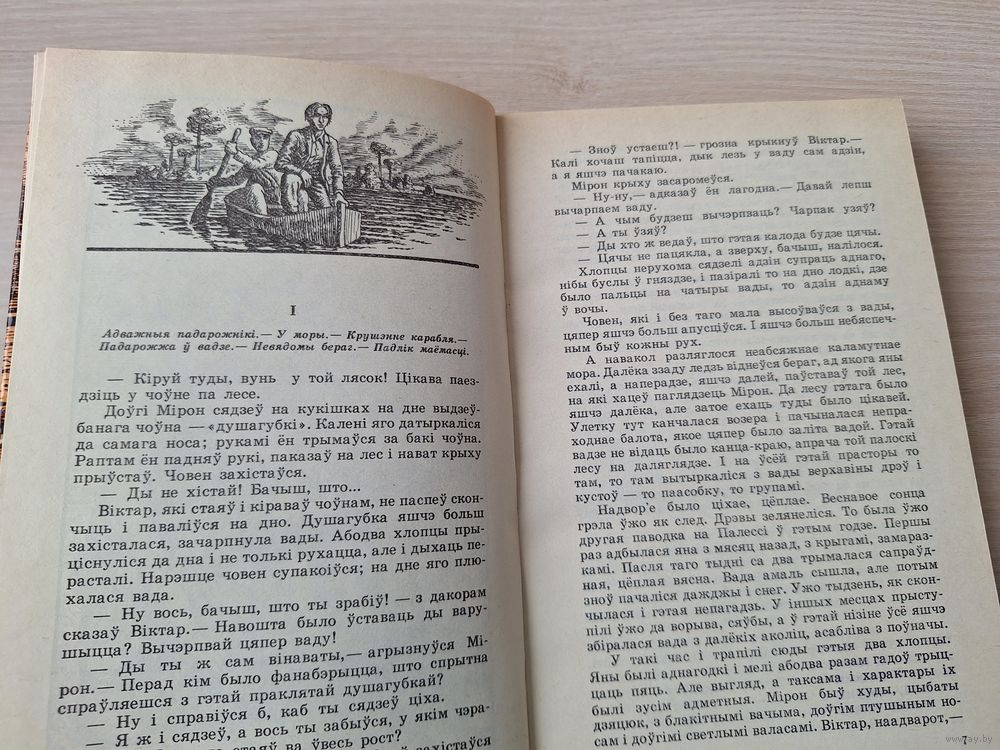 I
Адважныя падарожнікі.— У моры.— Крушэнне карабля.—
Падарожжа ў вадзе.— Невядомы бераг.— Падлік маёмасці.
— Кіруй туды, вунь у той лясок! Цікава паез-
дзіць у чоўне па лесе.
Доўгі Мірон сядзеў на кукішках на дне выдзеў-
банага чоўна —«душагубкі». Калені яго датыркаліся
да самага носа; рукамі ён трымаўся за бакі чоўна.
Раптам ён падняў рукі, паказаў на лес і нават крыху
прыўстаў. Човен захістаўся.
— Ды не хістай! Бачыш, што...
Віктар, які стаяў і кіраваў чоўнам, не паспеў скон-
чыць і паваліўся на дно. Душагубка яшчэ больш
захісталася, зачарпнула вады. Абодва хлопцы пры-
ціснуліся да дна і не толькі рухацца, але і дыхаць пе-
расталі. Нарэшце човен супакоіўся; на дне яго плю-
халася вада.
— Ну вось, бачыш, што ты зрабіў! — з дакорам
сказаў Віктар.— Навошта было ўставаць ды вару-
шыцца? Вычэрпвай цяпер ваду!
— Ды ты ж сам вінаваты,— агрызнуўся Мі-
рон.— Перад кім было фанабэрыцца, што спрытна
спраўляешся з гэтай праклятай душагубкай?
— Ну і справіўся б, каб ты сядзеў ціха.
— Я ж і сядзеў, а вось ты забыўся, у якім чэра-
стаяў ва ўвесь рост?
— Зноў устаеш?! — грозна крыкнуў Віктар.—
Калі хочаш тапіцца, дык лезь у ваду сам адзін,
а я яшчэ пачакаю.
Мірон крыху засаромеўся.
— Ну-ну,— адказаў ён лагодна.— Давай лепш
вычарпаем ваду.
— А чым будзеш вычэрпваць? Чарпак узяў?
— А ты ўзяў?
— Ды хто ж ведаў, што гэтая калода будзе цячы.
— Цячы не пацякла, а зверху, бачыш, налілося.
Хлопцы нерухома сядзелі адзін супраць аднаго,
нібы буслы ў гняздзе, і пазіралі то на дно лодкі, дзе
было пальцы на чатыры вады, то адзін аднаму
ў вочы.
Човен, які і без таго мала высоўваўся з вады,
цяпер яшчэ больш апусціўся. І яшчэ больш небяспеч-
ным быў кожны рух.
А навакол разляглося неабсяжнае каламутнае
мора. Далёка ззаду ледзь віднеўся бераг, ад якога яны
ехалі, а наперадзе, яшчэ далей, паўставаў той лес,
на які хацеў паглядзець Мірон. Да лесу гэтага было
яшчэ далёка, але затое ехаць туды было цікавей.
Улетку тут канчалася возера і пачыналася непра-
ходнае балота, якое цяпер было заліта вадой. Гэтай
вадзе не відаць было канца-краю, апрача той палоскі
лесу на даляглядзе. І на ўсёй гэтай прасторы то
там, то там вытыркаліся з вады верхавіны дрэў і
кустоў — то паасобку, то групамі.
Надвор'е было ціхае, цёплае. Веснавое сонца
грэла ўжо як след. Дрэвы зелянеліся. То была ўжо
другая паводка на Палессі ў гэтым годзе. Першы
раз адбылася яна з месяц назад, з крыгамі, замараз-
камі. Пасля таго тыдні са два трымалася сапраўд-
ная, цёплая вясна. Вада амаль сышла, але потым
зноў пачаліся дажджы і снег. Ужо тыдзень, як скон-
чылася і гэтая непагадзь. У іншых месцах прысту-
пілі ўжо да ворыва, сяўбы, а ў гэтай нізіне ўсё яшчэ
збіралася вада з далёкіх аколіц, асабліва з поўначы.
У такі час і трапілі сюды гэтыя два хлопцы.
Яны былі аднагодкі і мелі абодва разам гадоў трыц-
цаць пяць. Але выгляд, а таксама і характары іх
былі зусім адметныя. Мірон быў худы, цыбаты
дзяцюк, з блакітнымі вачыма, доўгім птушыным но-
сам і доўгімі светлымі валасамі. Віктар, наадварот,—
7
www.ay.by